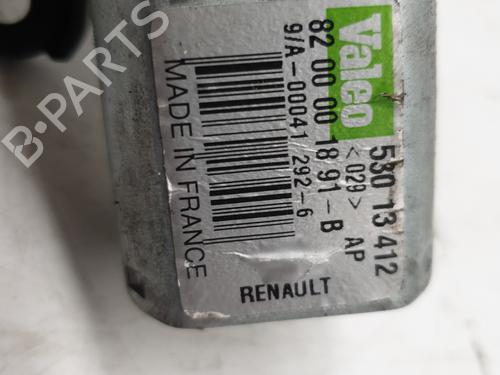 Valeo
530 13 412
<029> AP
82 00 00 18 91-B
9/A-00041 292-6
MADE IN FRANCE
RENAULT
B-PARTS